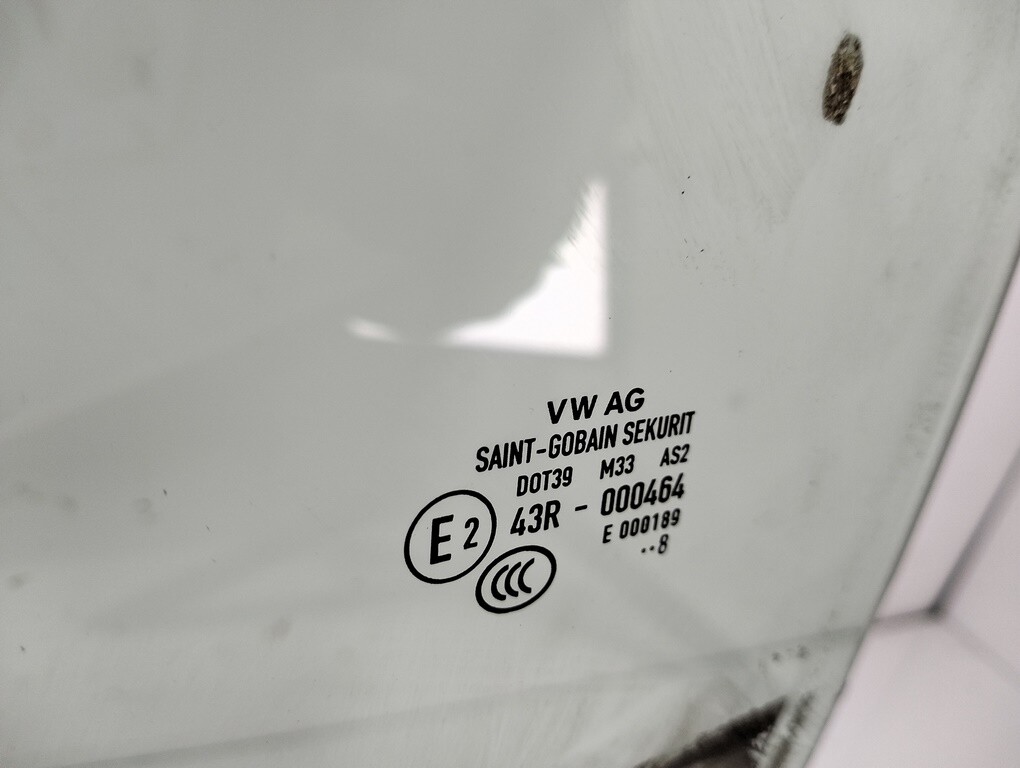 VW AG
SAINT-GOBAIN SEKURIT
DOT39 M33 AS2
E2 43R - 000464
E 000189
CCC ..8